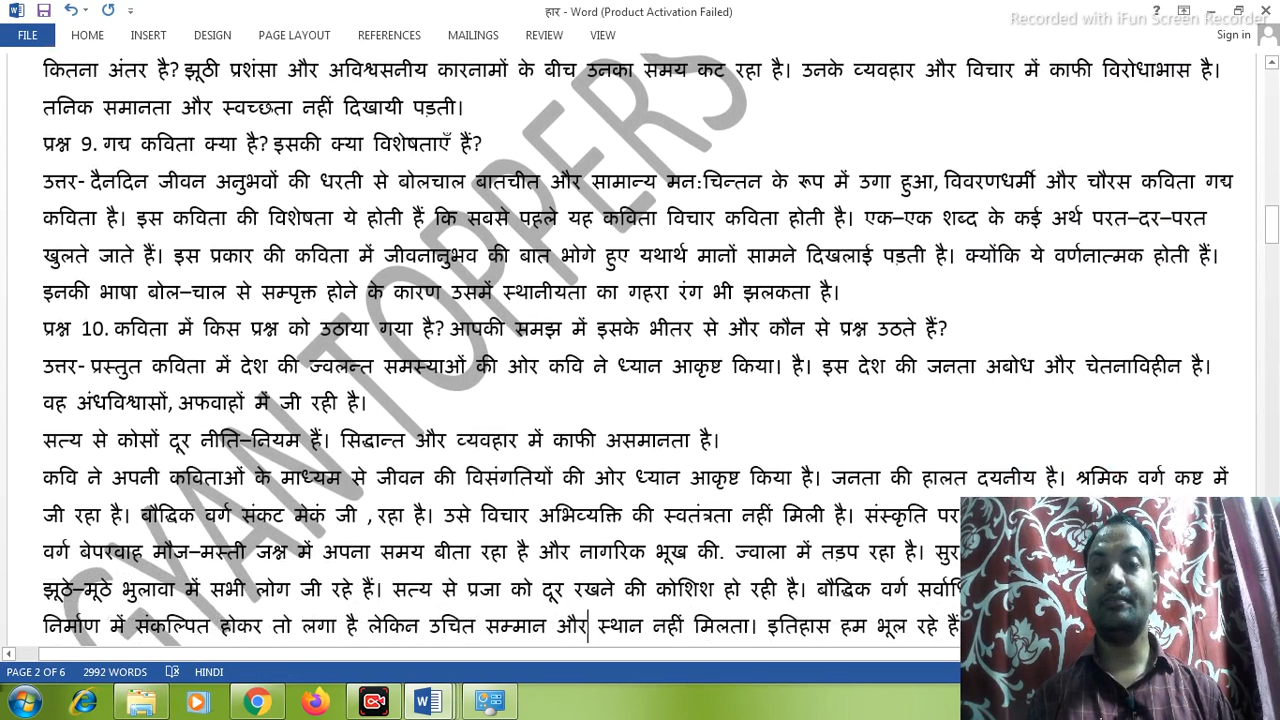 हार - Word (Product Activation Failed)
?
Recorded with iFun Screen Recorder
FILE HOME INSERT DESIGN PAGE LAYOUT REFERENCES MAILINGS REVIEW VIEW Sign in
कितना अंतर है? झूठी प्रशंसा और अविश्वसनीय कारनामों के बीच उनका समय कट रहा है। उनके व्यवहार और विचार में काफी विरोधाभास है।
तनिक समानता और स्वच्छता नहीं दिखायी पड़ती।
प्रश्न 9. गद्य कविता क्या है? इसकी क्या विशेषताएँ हैं?
उत्तर- दैनदिन जीवन अनुभवों की धरती से बोलचाल बातचीत और सामान्य मन:चिन्तन के रूप में उगा हुआ, विवरणधर्मी और चौरस कविता गद्य
कविता है। इस कविता की विशेषता ये होती हैं कि सबसे पहले यह कविता विचार कविता होती है। एक–एक शब्द के कई अर्थ परत–दर–परत
खुलते जाते हैं। इस प्रकार की कविता में जीवनानुभव की बात भोगे हुए यथार्थ मानों सामने दिखलाई पड़ती है। क्योंकि ये वर्णनात्मक होती हैं।
इनकी भाषा बोल–चाल से सम्पृक्त होने के कारण उसमें स्थानीयता का गहरा रंग भी झलकता है।
प्रश्न 10. कविता में किस प्रश्न को उठाया गया है? आपकी समझ में इसके भीतर से और कौन से प्रश्न उठते हैं?
उत्तर- प्रस्तुत कविता में देश की ज्वलन्त समस्याओं की ओर कवि ने ध्यान आकृष्ट किया। है। इस देश की जनता अबोध और चेतनाविहीन है।
वह अंधविश्वासों, अफवाहों में जी रही है।
सत्य से कोसों दूर नीति–नियम हैं। सिद्धान्त और व्यवहार में काफी असमानता है।
कवि ने अपनी कविताओं के माध्यम से जीवन की विसंगतियों की ओर ध्यान आकृष्ट किया है। जनता की हालत दयनीय है। श्रमिक वर्ग कष्ट में
जी रहा है। बौद्धिक वर्ग संकट मेकं जी ,रहा है। उसे विचार अभिव्यक्ति की स्वतंत्रता नहीं मिली है। संस्कृति पर
वर्ग बेपरवाह मौज–मस्ती जश्न में अपना समय बीता रहा है और नागरिक भूख की. ज्वाला में तड़प रहा है। सुर
झूठे–मूठे भुलावा में सभी लोग जी रहे हैं। सत्य से प्रजा को दूर रखने की कोशिश हो रही है। बौद्धिक वर्ग
निर्माण में संकल्पित होकर तो लगा है लेकिन उचित सम्मान और स्थान नहीं मिलता। इतिहास हम भूल रहे हैं
GYAN TOPPERS
PAGE 2 OF 6 2992 WORDS HINDI